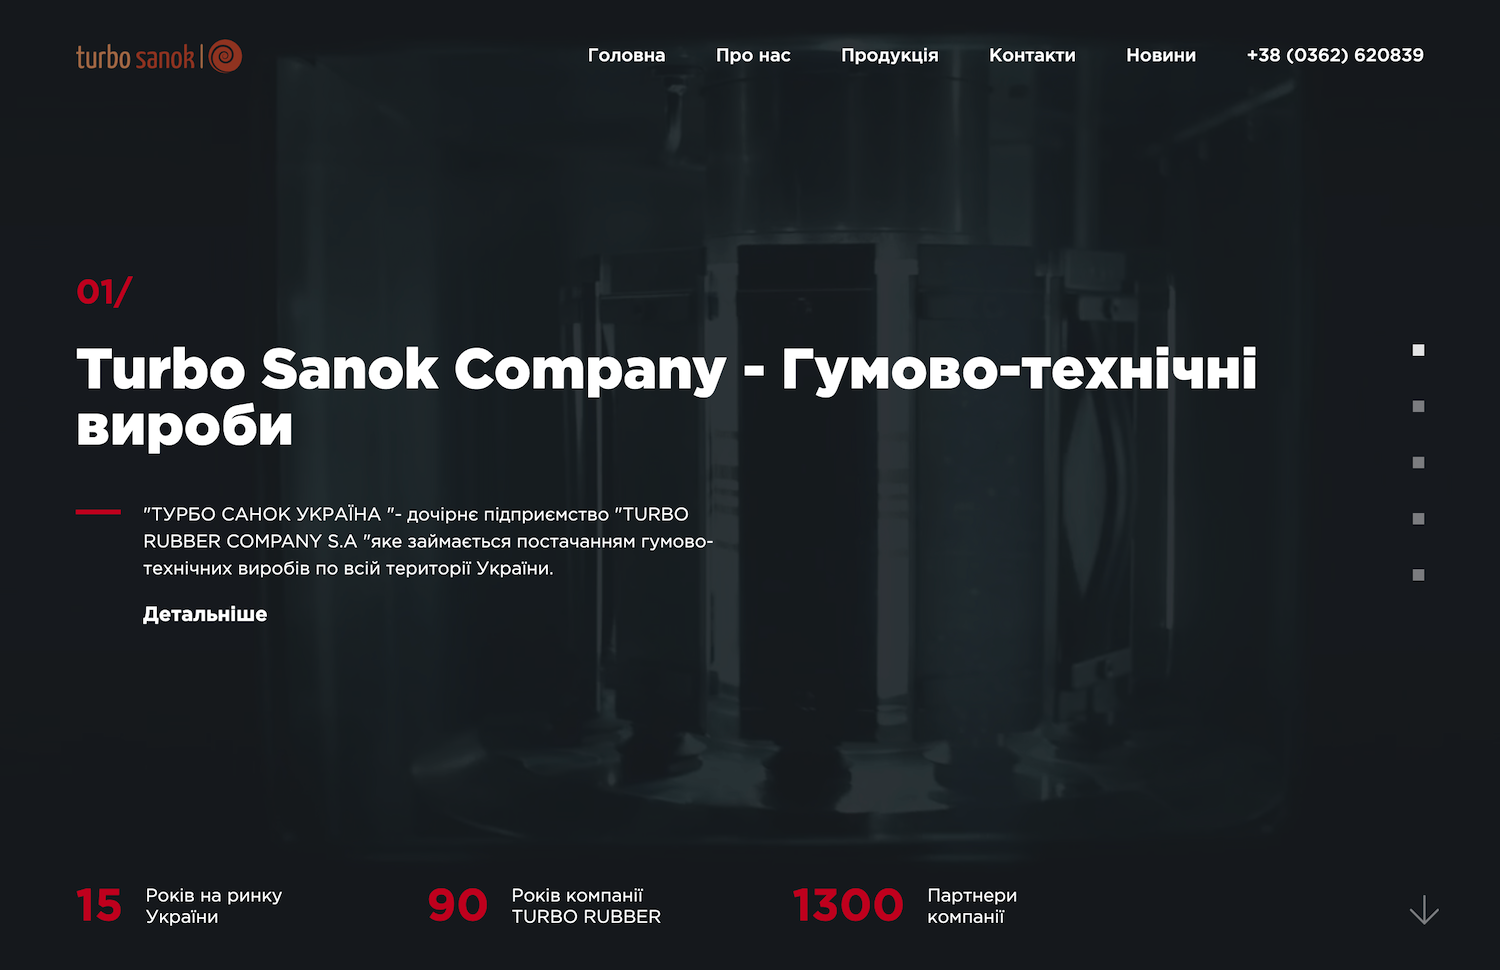 turbo sanok
Головна Про нас Продукція Контакти Новини +38 (0362) 620839
01/
Turbo Sanok Company - Гумово-технічні
вироби
"ТУРБО САНОК УКРАЇНА "- дочірнє підприємство "TURBO
RUBBER COMPANY S.A "яке займається постачанням гумово-
технічних виробів по всій території України.
Детальніше
15 Років на ринку
України
90 Років компанії
TURBO RUBBER
1300 Партнери
компанії